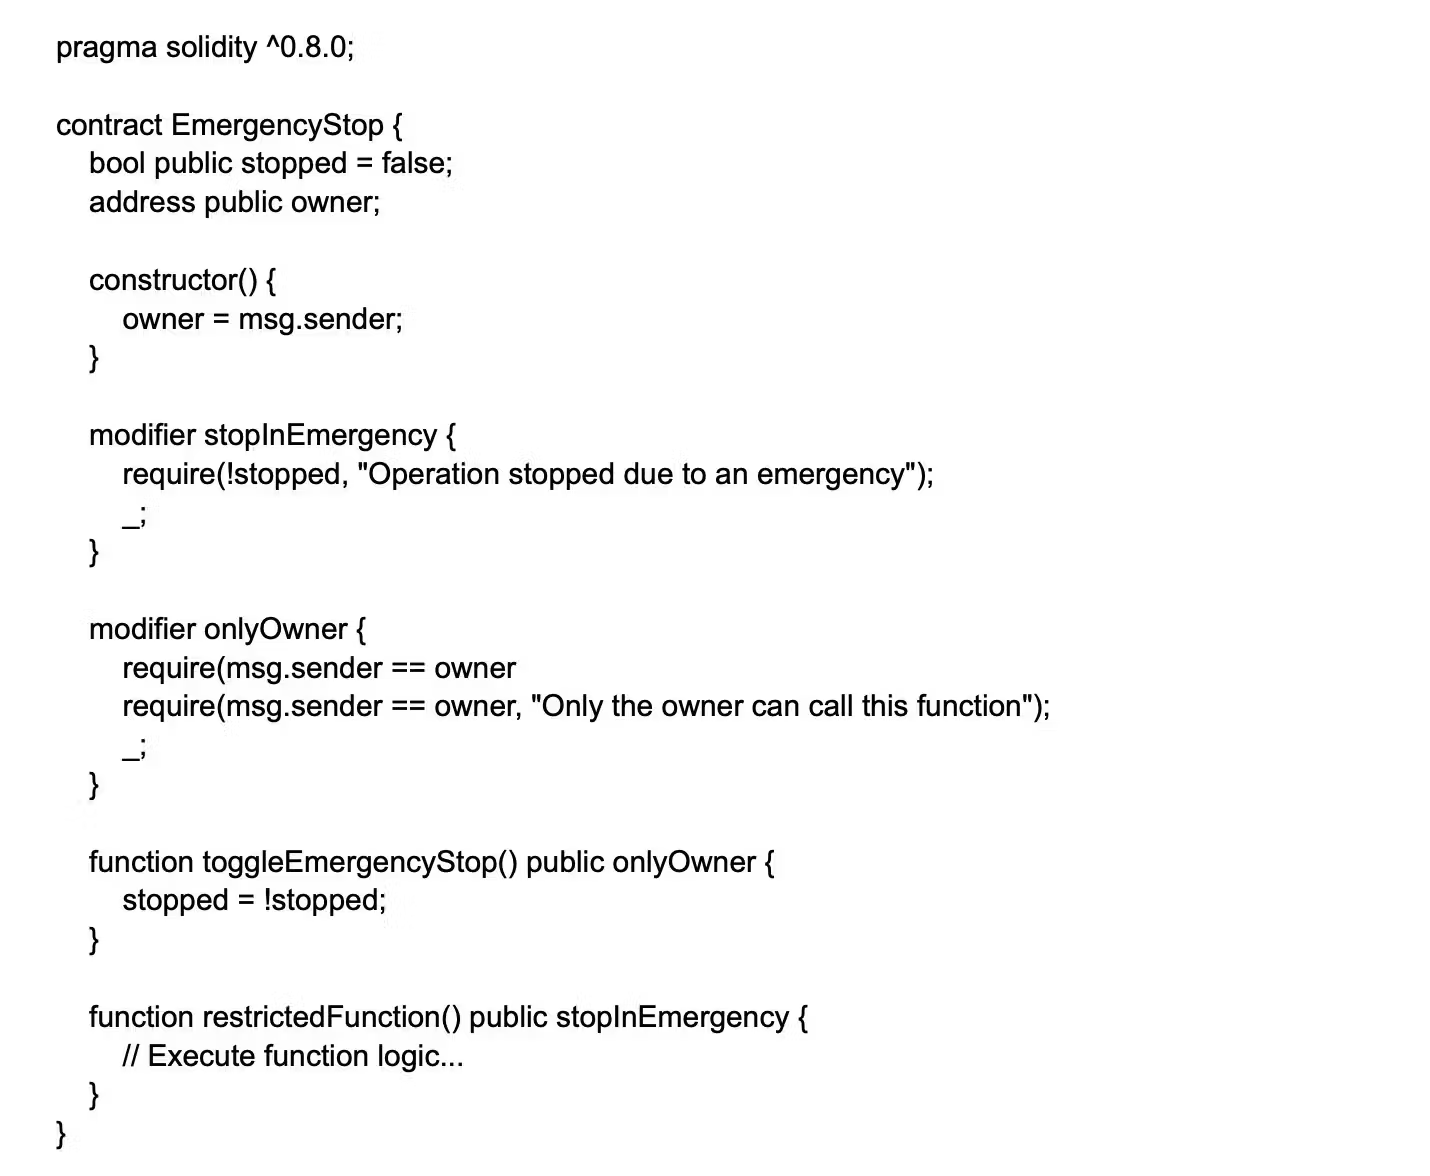 pragma solidity ^0.8.0;
contract EmergencyStop {
bool public stopped = false;
address public owner;
constructor() {
owner = msg.sender;
}
modifier stopInEmergency {
require(!stopped, "Operation stopped due to an emergency");
_;
}
modifier onlyOwner {
require(msg.sender == owner
require(msg.sender == owner, "Only the owner can call this function");
_;
}
function toggleEmergencyStop() public onlyOwner {
stopped = !stopped;
}
function restrictedFunction() public stopInEmergency {
// Execute function logic...
}
}